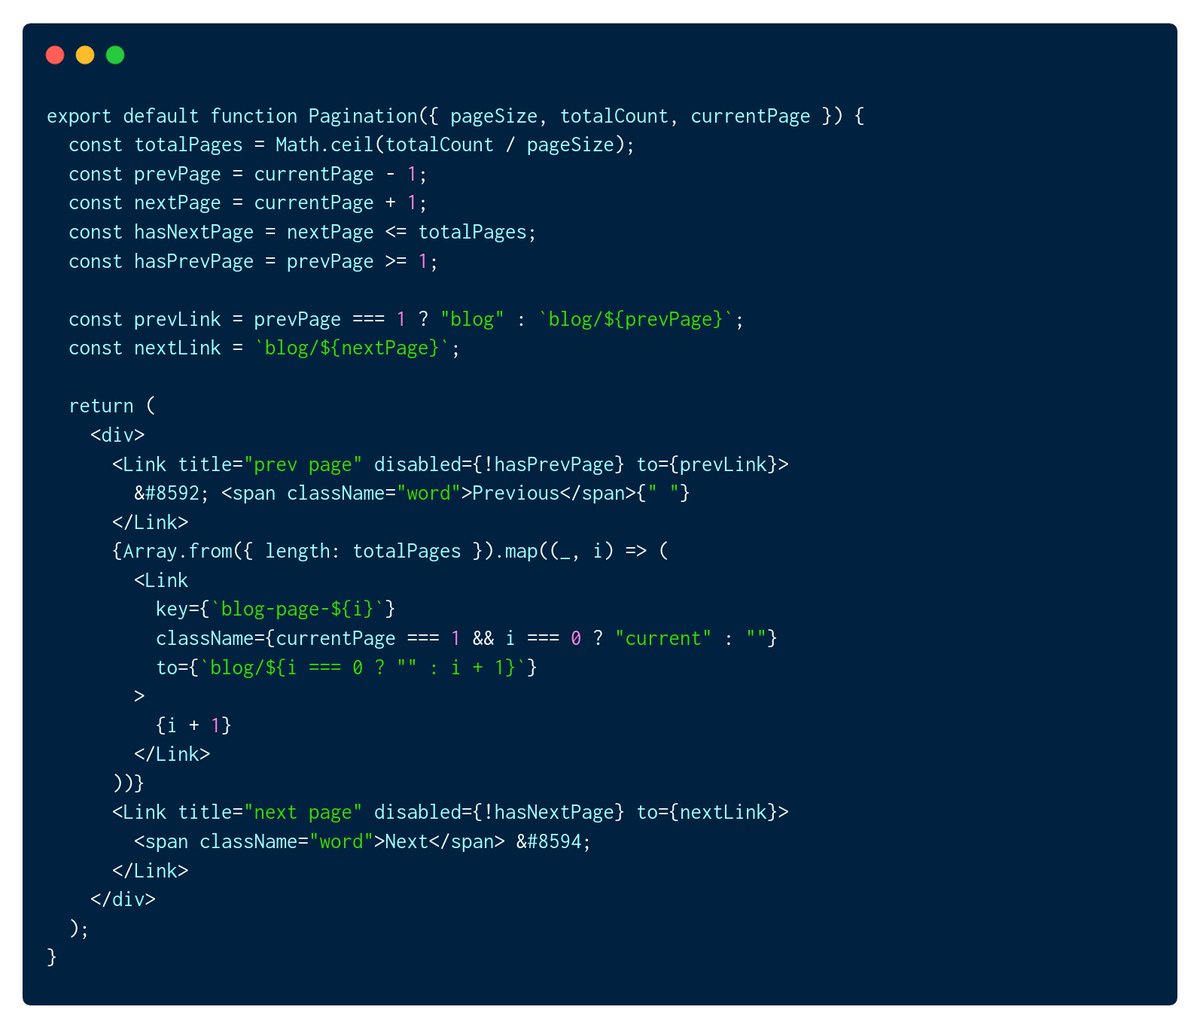 export default function Pagination({ pageSize, totalCount, currentPage }) {
  const totalPages = Math.ceil(totalCount / pageSize);
  const prevPage = currentPage - 1;
  const nextPage = currentPage + 1;
  const hasNextPage = nextPage <= totalPages;
  const hasPrevPage = prevPage >= 1;

  const prevLink = prevPage === 1 ? "blog" : `blog/${prevPage}`;
  const nextLink = `blog/${nextPage}`;

  return (
    <div>
      <Link title="prev page" disabled={!hasPrevPage} to={prevLink}>
        &#8592; <span className="word">Previous</span>{" "}
      </Link>
      {Array.from({ length: totalPages }).map((_, i) => (
        <Link
          key={`blog-page-${i}`}
          className={currentPage === 1 && i === 0 ? "current" : ""}
          to={`blog/${i === 0 ? "" : i + 1}`}
        >
          {i + 1}
        </Link>
      ))}
      <Link title="next page" disabled={!hasNextPage} to={nextLink}>
        <span className="word">Next</span> &#8594;
      </Link>
    </div>
  );
}